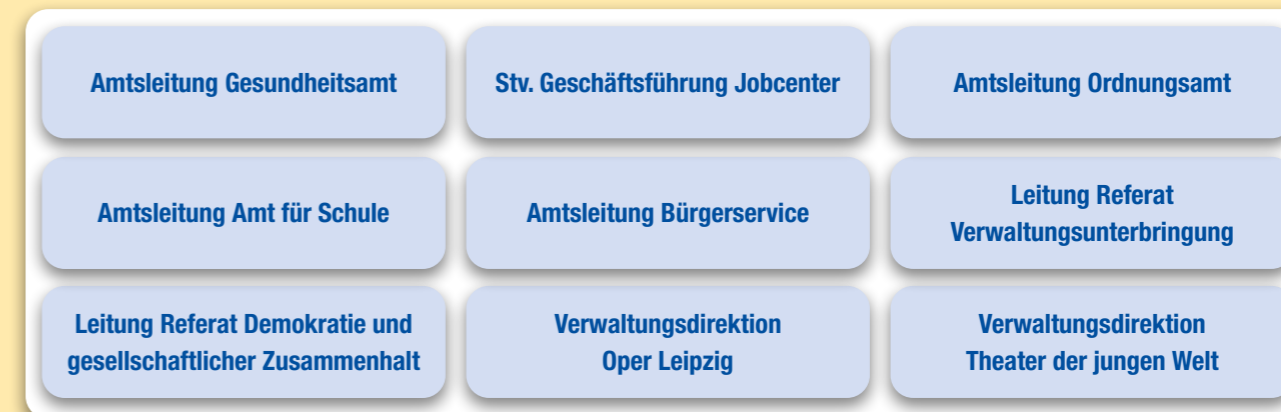 Amtsleitung Gesundheitsamt
Stv. Geschäftsführung Jobcenter
Amtsleitung Ordnungsamt
Amtsleitung Amt für Schule
Amtsleitung Bürgerservice
Leitung Referat
Verwaltungsunterbringung
Leitung Referat Demokratie und
gesellschaftlicher Zusammenhalt
Verwaltungsdirektion
Oper Leipzig
Verwaltungsdirektion
Theater der jungen Welt